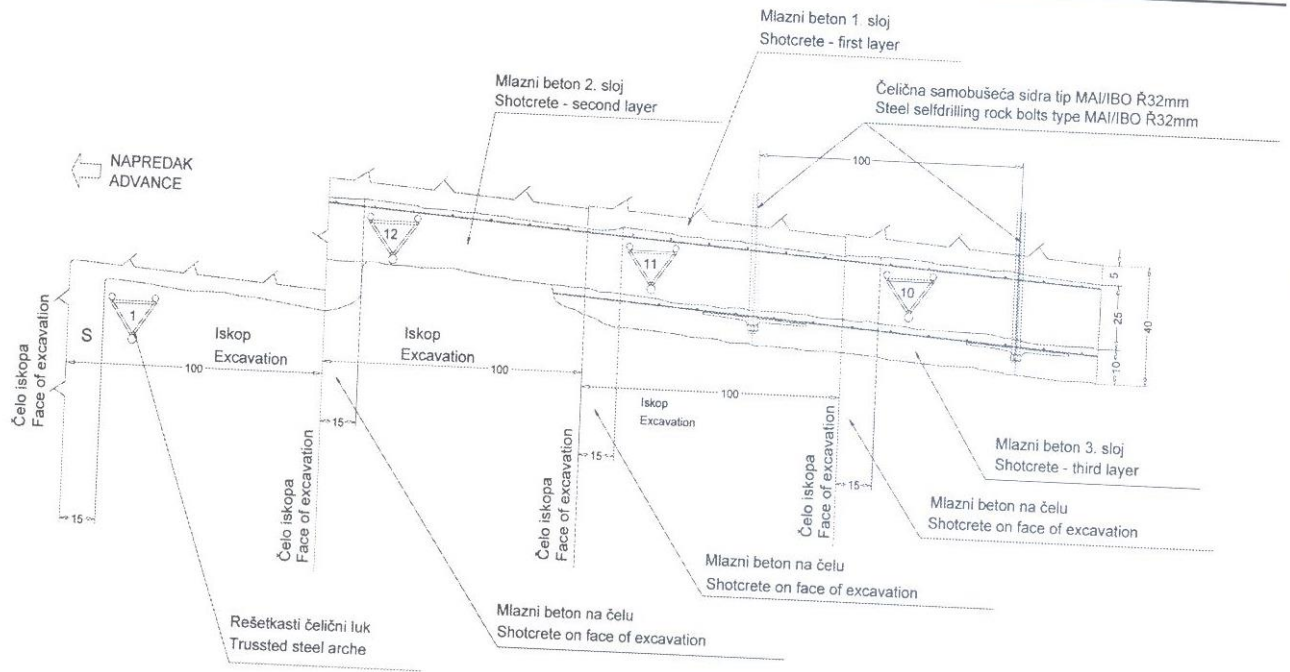 Mlazni beton 1. sloj
Shotcrete - first layer
Mlazni beton 2. sloj
Shotcrete - second layer
Čelična samobušeća sidra tip MAI/IBO Ř32mm
Steel selfdrilling rock bolts type MAI/IBO Ř32mm
100
NAPREDAK
ADVANCE
12
11
10
1
S
5
25
40
10
Iskop
Excavation
100
Iskop
Excavation
100
100
Iskop
Excavation
Čelo iskopa
Face of excavation
15
15
15
15
Čelo iskopa
Face of excavation
Čelo iskopa
Face of excavation
Čelo iskopa
Face of excavation
Mlazni beton 3. sloj
Shotcrete - third layer
Mlazni beton na čelu
Shotcrete on face of excavation
Mlazni beton na čelu
Shotcrete on face of excavation
Mlazni beton na čelu
Shotcrete on face of excavation
Rešetkasti čelični luk
Trussted steel arche